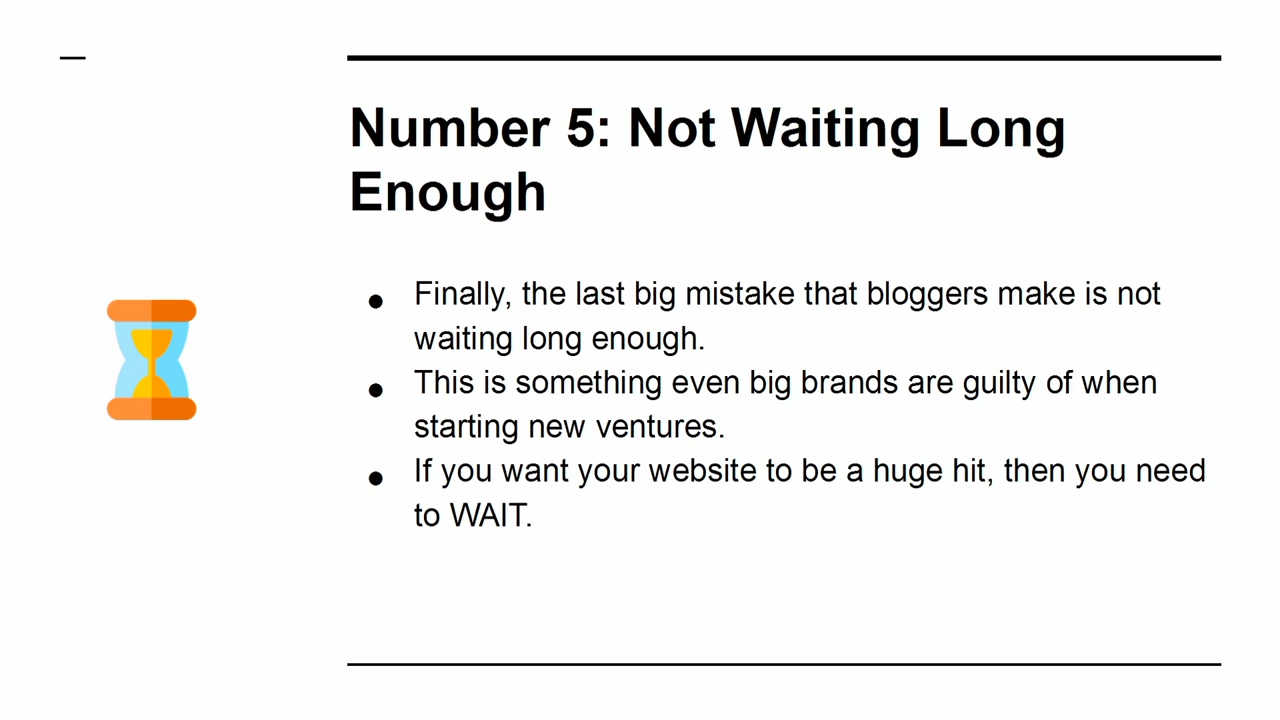 Number 5: Not Waiting Long
Enough
● Finally, the last big mistake that bloggers make is not
waiting long enough.
● This is something even big brands are guilty of when
starting new ventures.
● If you want your website to be a huge hit, then you need
to WAIT.